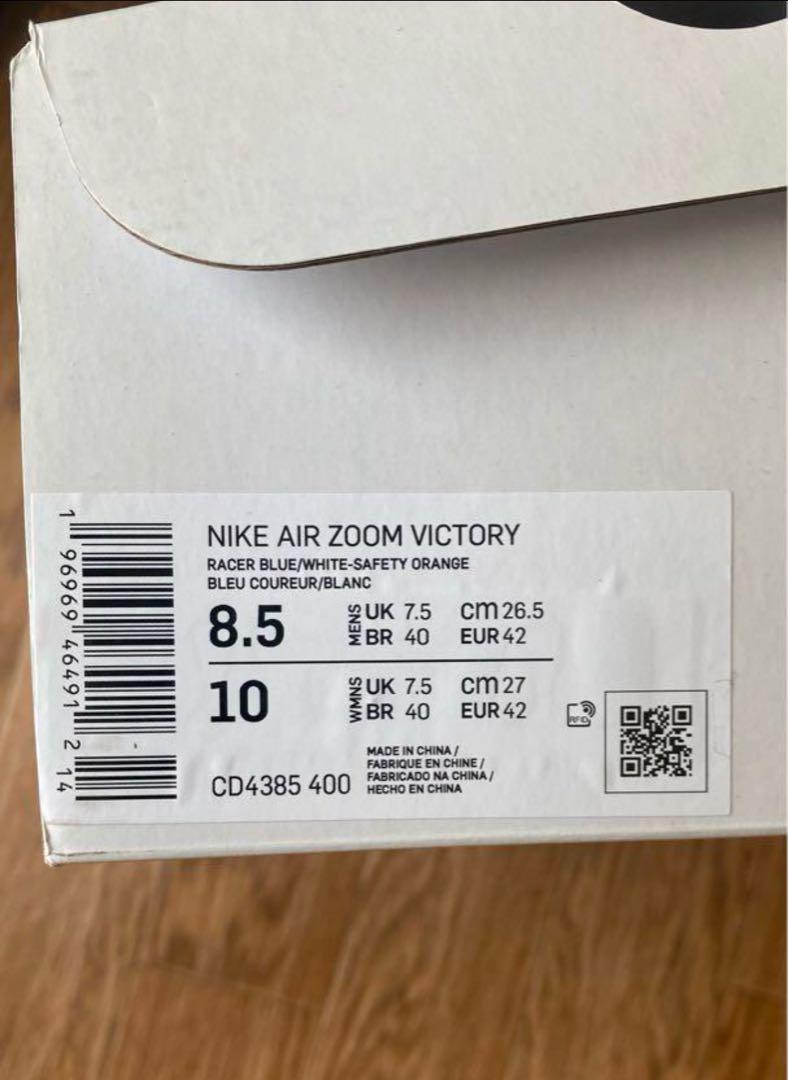 NIKE AIR ZOOM VICTORY
RACER BLUE/WHITE-SAFETY ORANGE
BLEU COUREUR/BLANC
8.5 MENS UK 7.5 cm 26.5
BR 40 EUR 42
10 WMNS UK 7.5 cm 27
BR 40 EUR 42
RFID
MADE IN CHINA /
FABRIQUE EN CHINE /
FABRICADO NA CHINA /
HECHO EN CHINA
CD4385 400
1 96969 46491 2 14